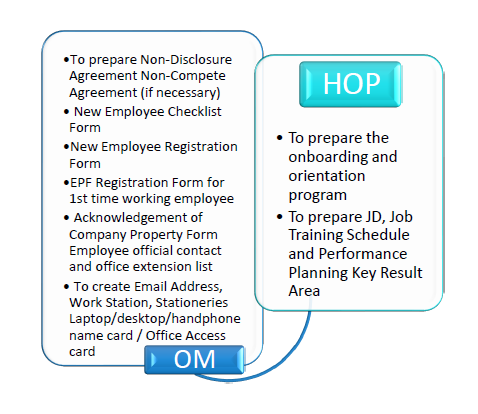 •To prepare Non-Disclosure
Agreement Non-Compete
Agreement (if necessary)
• New Employee Checklist
Form
•New Employee Registration
Form
•EPF Registration Form for
1st time working employee
• Acknowledgement of
Company Property Form
Employee official contact
and office extension list
• To create Email Address,
Work Station, Stationeries
Laptop/desktop/handphone
name card / Office Access
card
OM
HOP
• To prepare the
onboarding and
orientation
program
• To prepare JD, Job
Training Schedule
and Performance
Planning Key Result
Area